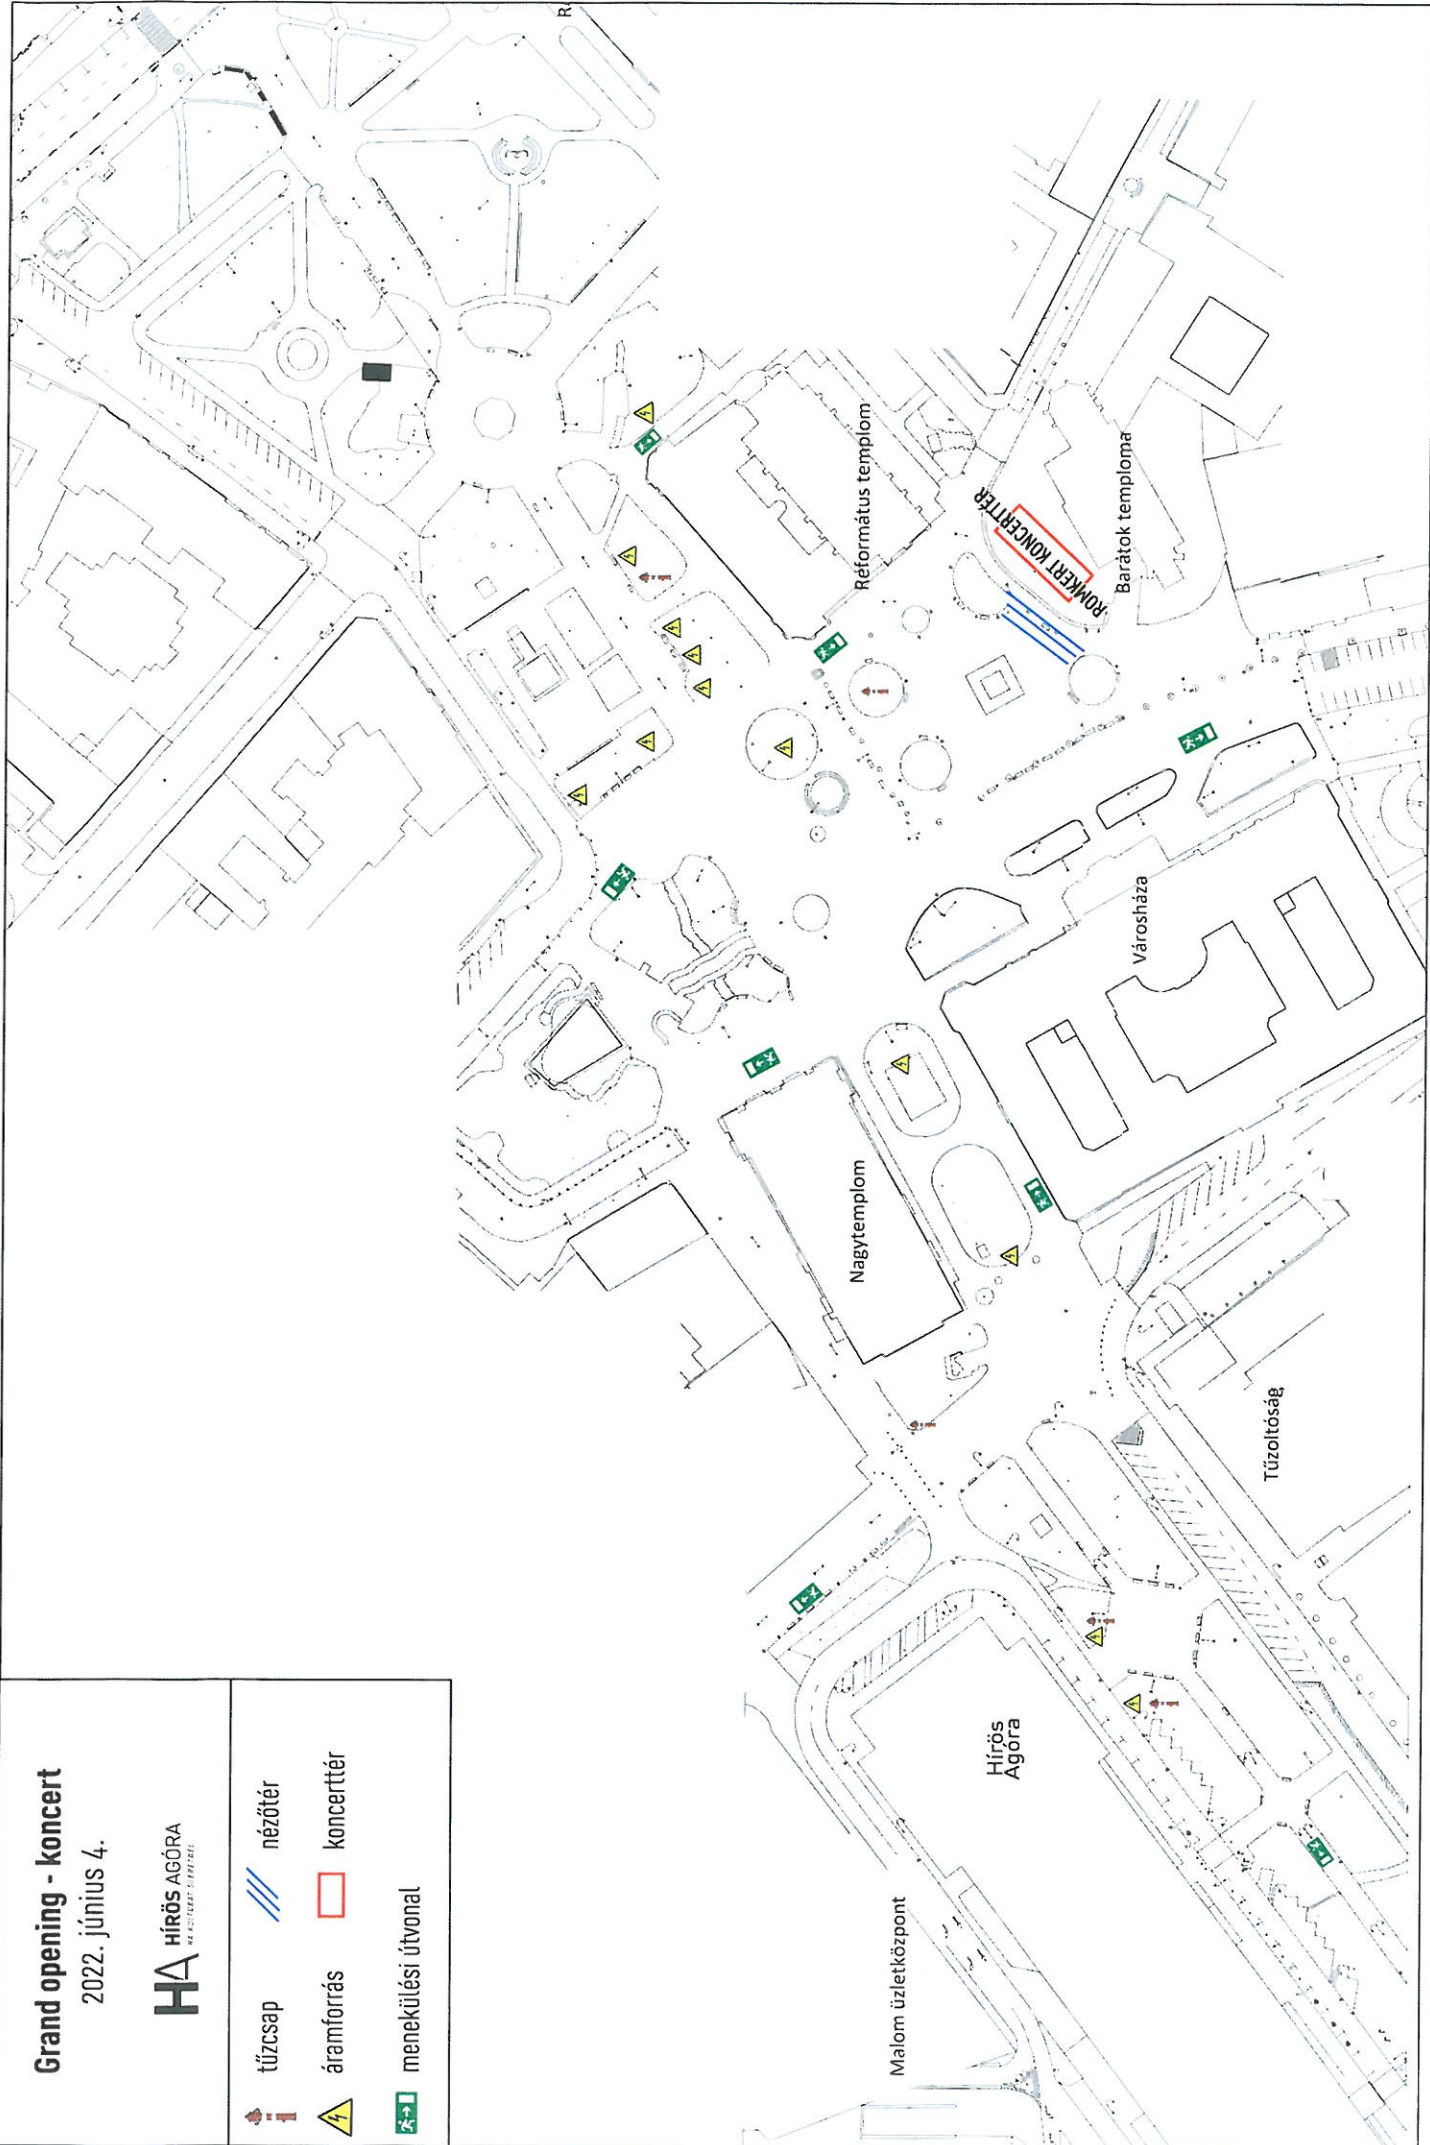 Grand opening - koncert
2022. június 4.
HA HÍRÖS AGÓRA
tűzcsap
nézőtér
áramforrás
koncerttér
menekülési útvonal
Református templom
ROMKERT KONCERTTÉR
Barátok temploma
Városháza
Nagytemplom
Tűzoltóság
Hírös
Agóra
Malom üzletközpont